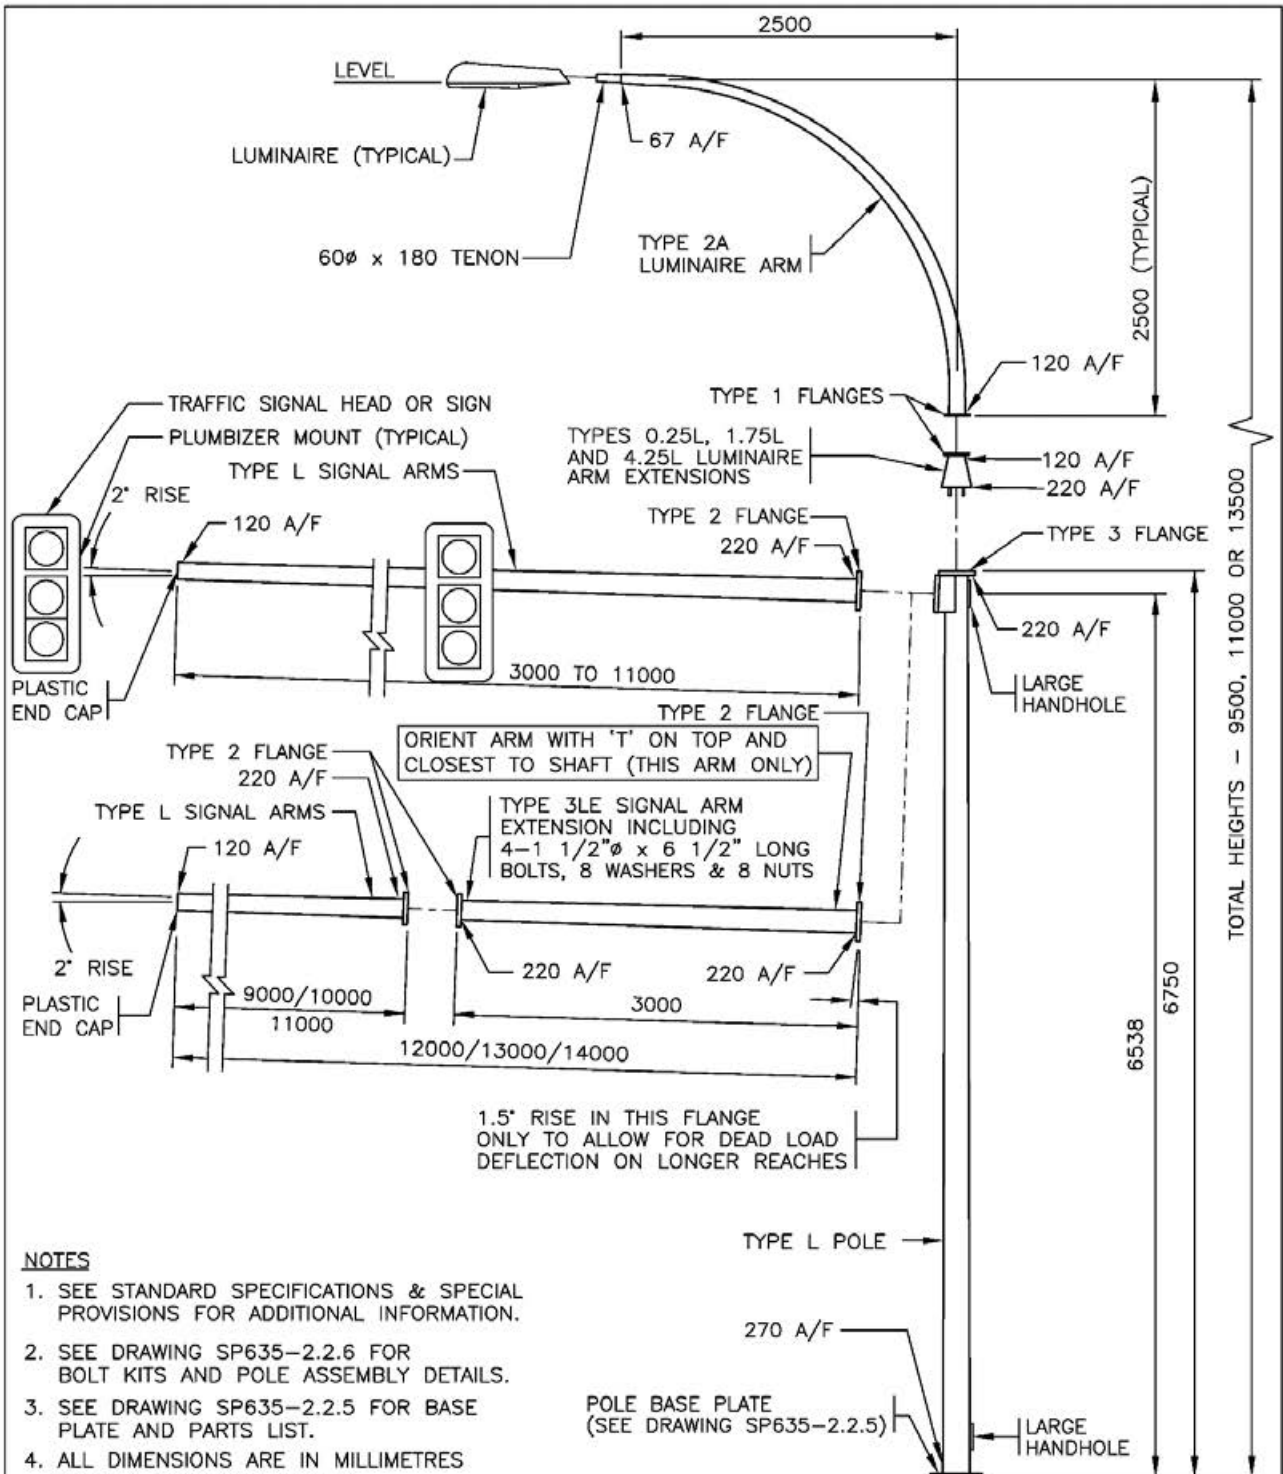 2500
LEVEL
67 A/F
LUMINAIRE (TYPICAL)
60ø x 180 TENON
TYPE 2A
LUMINAIRE ARM
2500 (TYPICAL)
120 A/F
TYPE 1 FLANGES
TRAFFIC SIGNAL HEAD OR SIGN
PLUMBIZER MOUNT (TYPICAL)
TYPES 0.25L, 1.75L
AND 4.25L LUMINAIRE
ARM EXTENSIONS
120 A/F
220 A/F
TYPE L SIGNAL ARMS
2° RISE
120 A/F
TYPE 2 FLANGE
220 A/F
TYPE 3 FLANGE
220 A/F
TOTAL HEIGHTS – 9500, 11000 OR 13500
PLASTIC
END CAP
3000 TO 11000
LARGE
HANDHOLE
TYPE 2 FLANGE
ORIENT ARM WITH 'T' ON TOP AND
CLOSEST TO SHAFT (THIS ARM ONLY)
TYPE 2 FLANGE
220 A/F
TYPE L SIGNAL ARMS
120 A/F
TYPE 3LE SIGNAL ARM
EXTENSION INCLUDING
4–1 1/2"ø x 6 1/2" LONG
BOLTS, 8 WASHERS & 8 NUTS
2° RISE
220 A/F
220 A/F
PLASTIC
END CAP
9000/10000
11000
3000
12000/13000/14000
6538
6750
1.5° RISE IN THIS FLANGE
ONLY TO ALLOW FOR DEAD LOAD
DEFLECTION ON LONGER REACHES
TYPE L POLE
270 A/F
POLE BASE PLATE
(SEE DRAWING SP635–2.2.5)
LARGE
HANDHOLE
NOTES
1. SEE STANDARD SPECIFICATIONS & SPECIAL
PROVISIONS FOR ADDITIONAL INFORMATION.
2. SEE DRAWING SP635–2.2.6 FOR
BOLT KITS AND POLE ASSEMBLY DETAILS.
3. SEE DRAWING SP635–2.2.5 FOR BASE
PLATE AND PARTS LIST.
4. ALL DIMENSIONS ARE IN MILLIMETRES